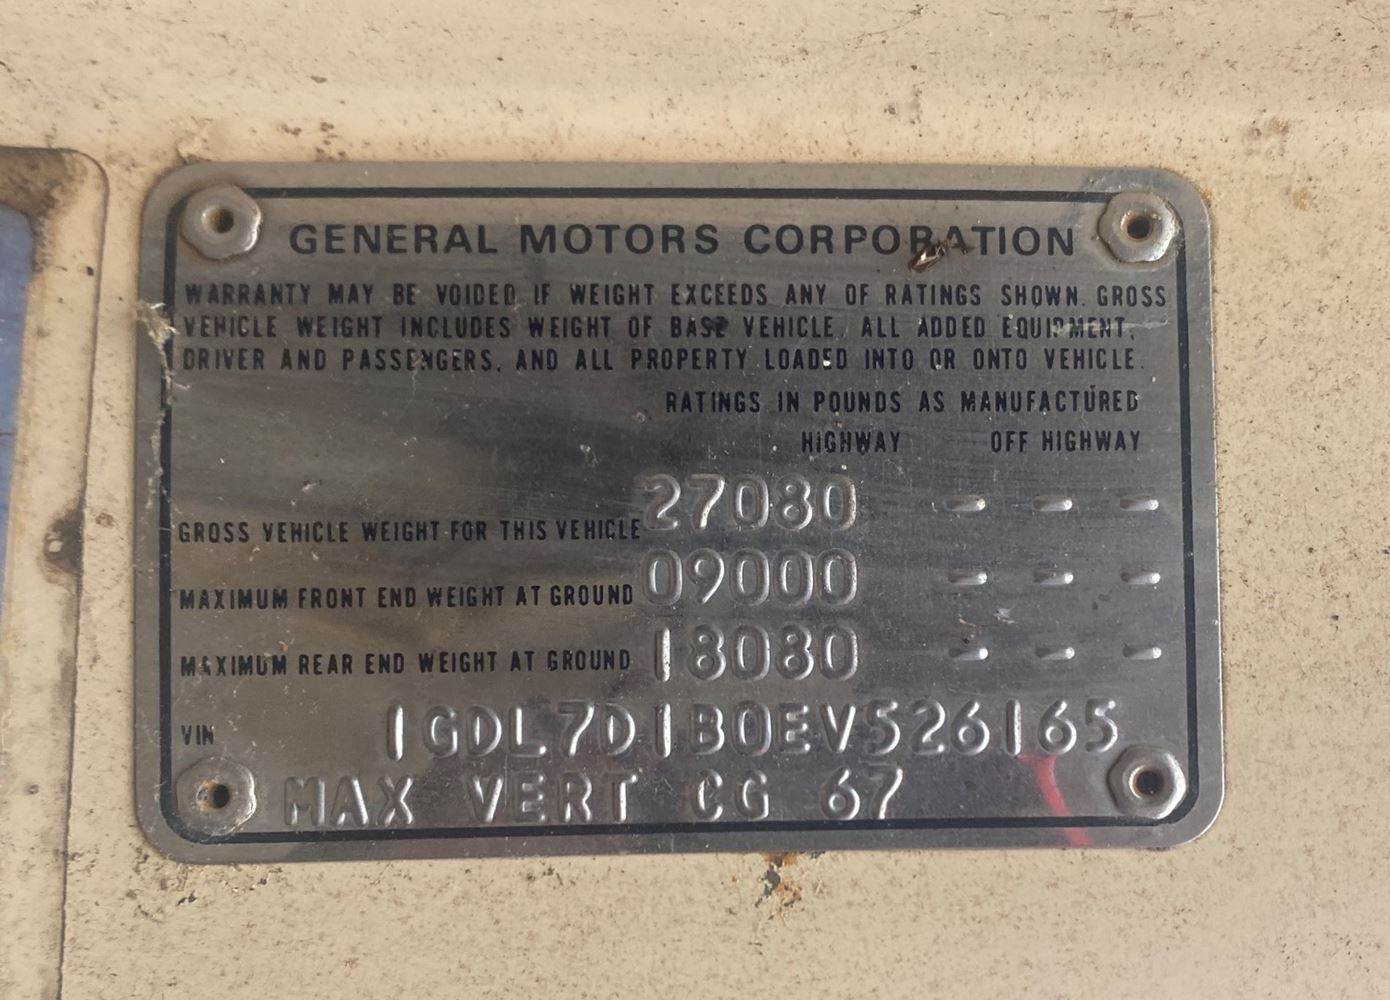 GENERAL MOTORS CORPORATION
WARRANTY MAY BE VOIDED IF WEIGHT EXCEEDS ANY OF RATINGS SHOWN. GROSS
VEHICLE WEIGHT INCLUDES WEIGHT OF BASE VEHICLE, ALL ADDED EQUIPMENT,
DRIVER AND PASSENGERS, AND ALL PROPERTY LOADED INTO OR ONTO VEHICLE.
RATINGS IN POUNDS AS MANUFACTURED
HIGHWAY OFF HIGHWAY
GROSS VEHICLE WEIGHT FOR THIS VEHICLE 27080 - - -
MAXIMUM FRONT END WEIGHT AT GROUND 09000 - - -
MAXIMUM REAR END WEIGHT AT GROUND 18080 - - -
VIN 1GDL7D1B0EV526165
MAX VERT CG 67